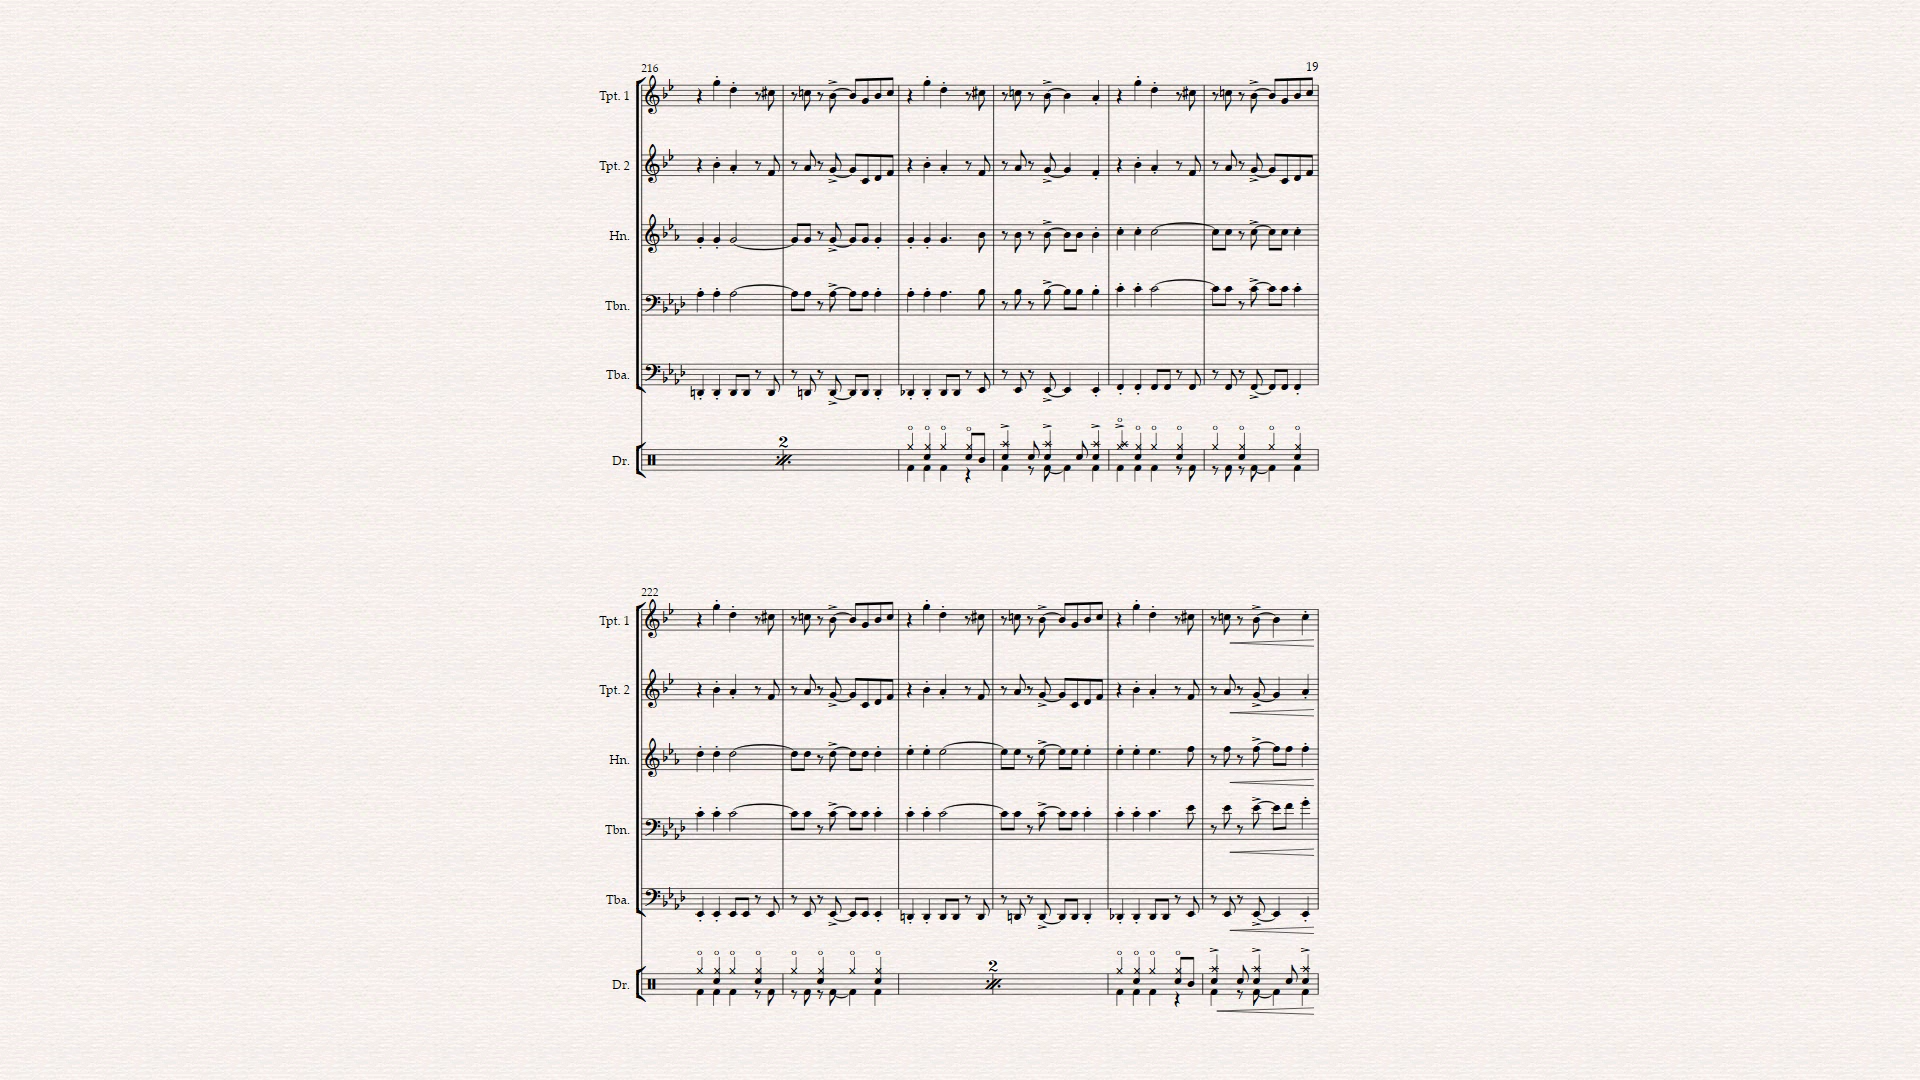 216
19
Tpt. 1
Tpt. 2
Hn.
Tbn.
Tba.
2
Dr.
222
Tpt. 1
Tpt. 2
Hn.
Tbn.
Tba.
2
Dr.